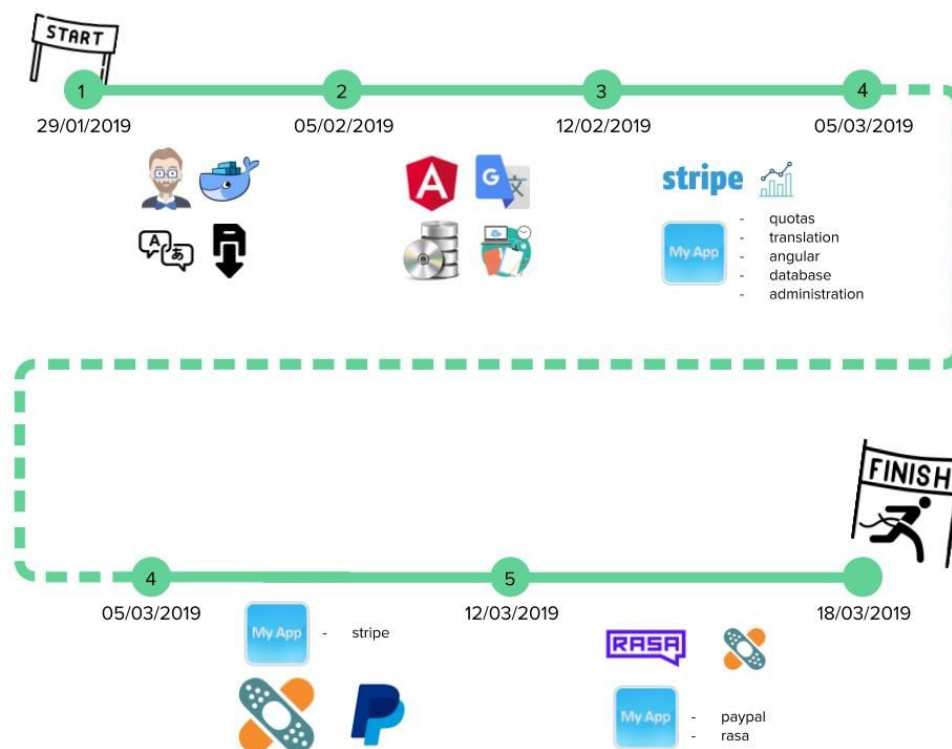 START
1
2
3
4
29/01/2019
05/02/2019
12/02/2019
05/03/2019
A
G
文
stripe
A
あ
My App
- quotas
- translation
- angular
- database
- administration
FINISH
4
5
05/03/2019
12/03/2019
18/03/2019
My App
- stripe
RASA
My App
- paypal
- rasa